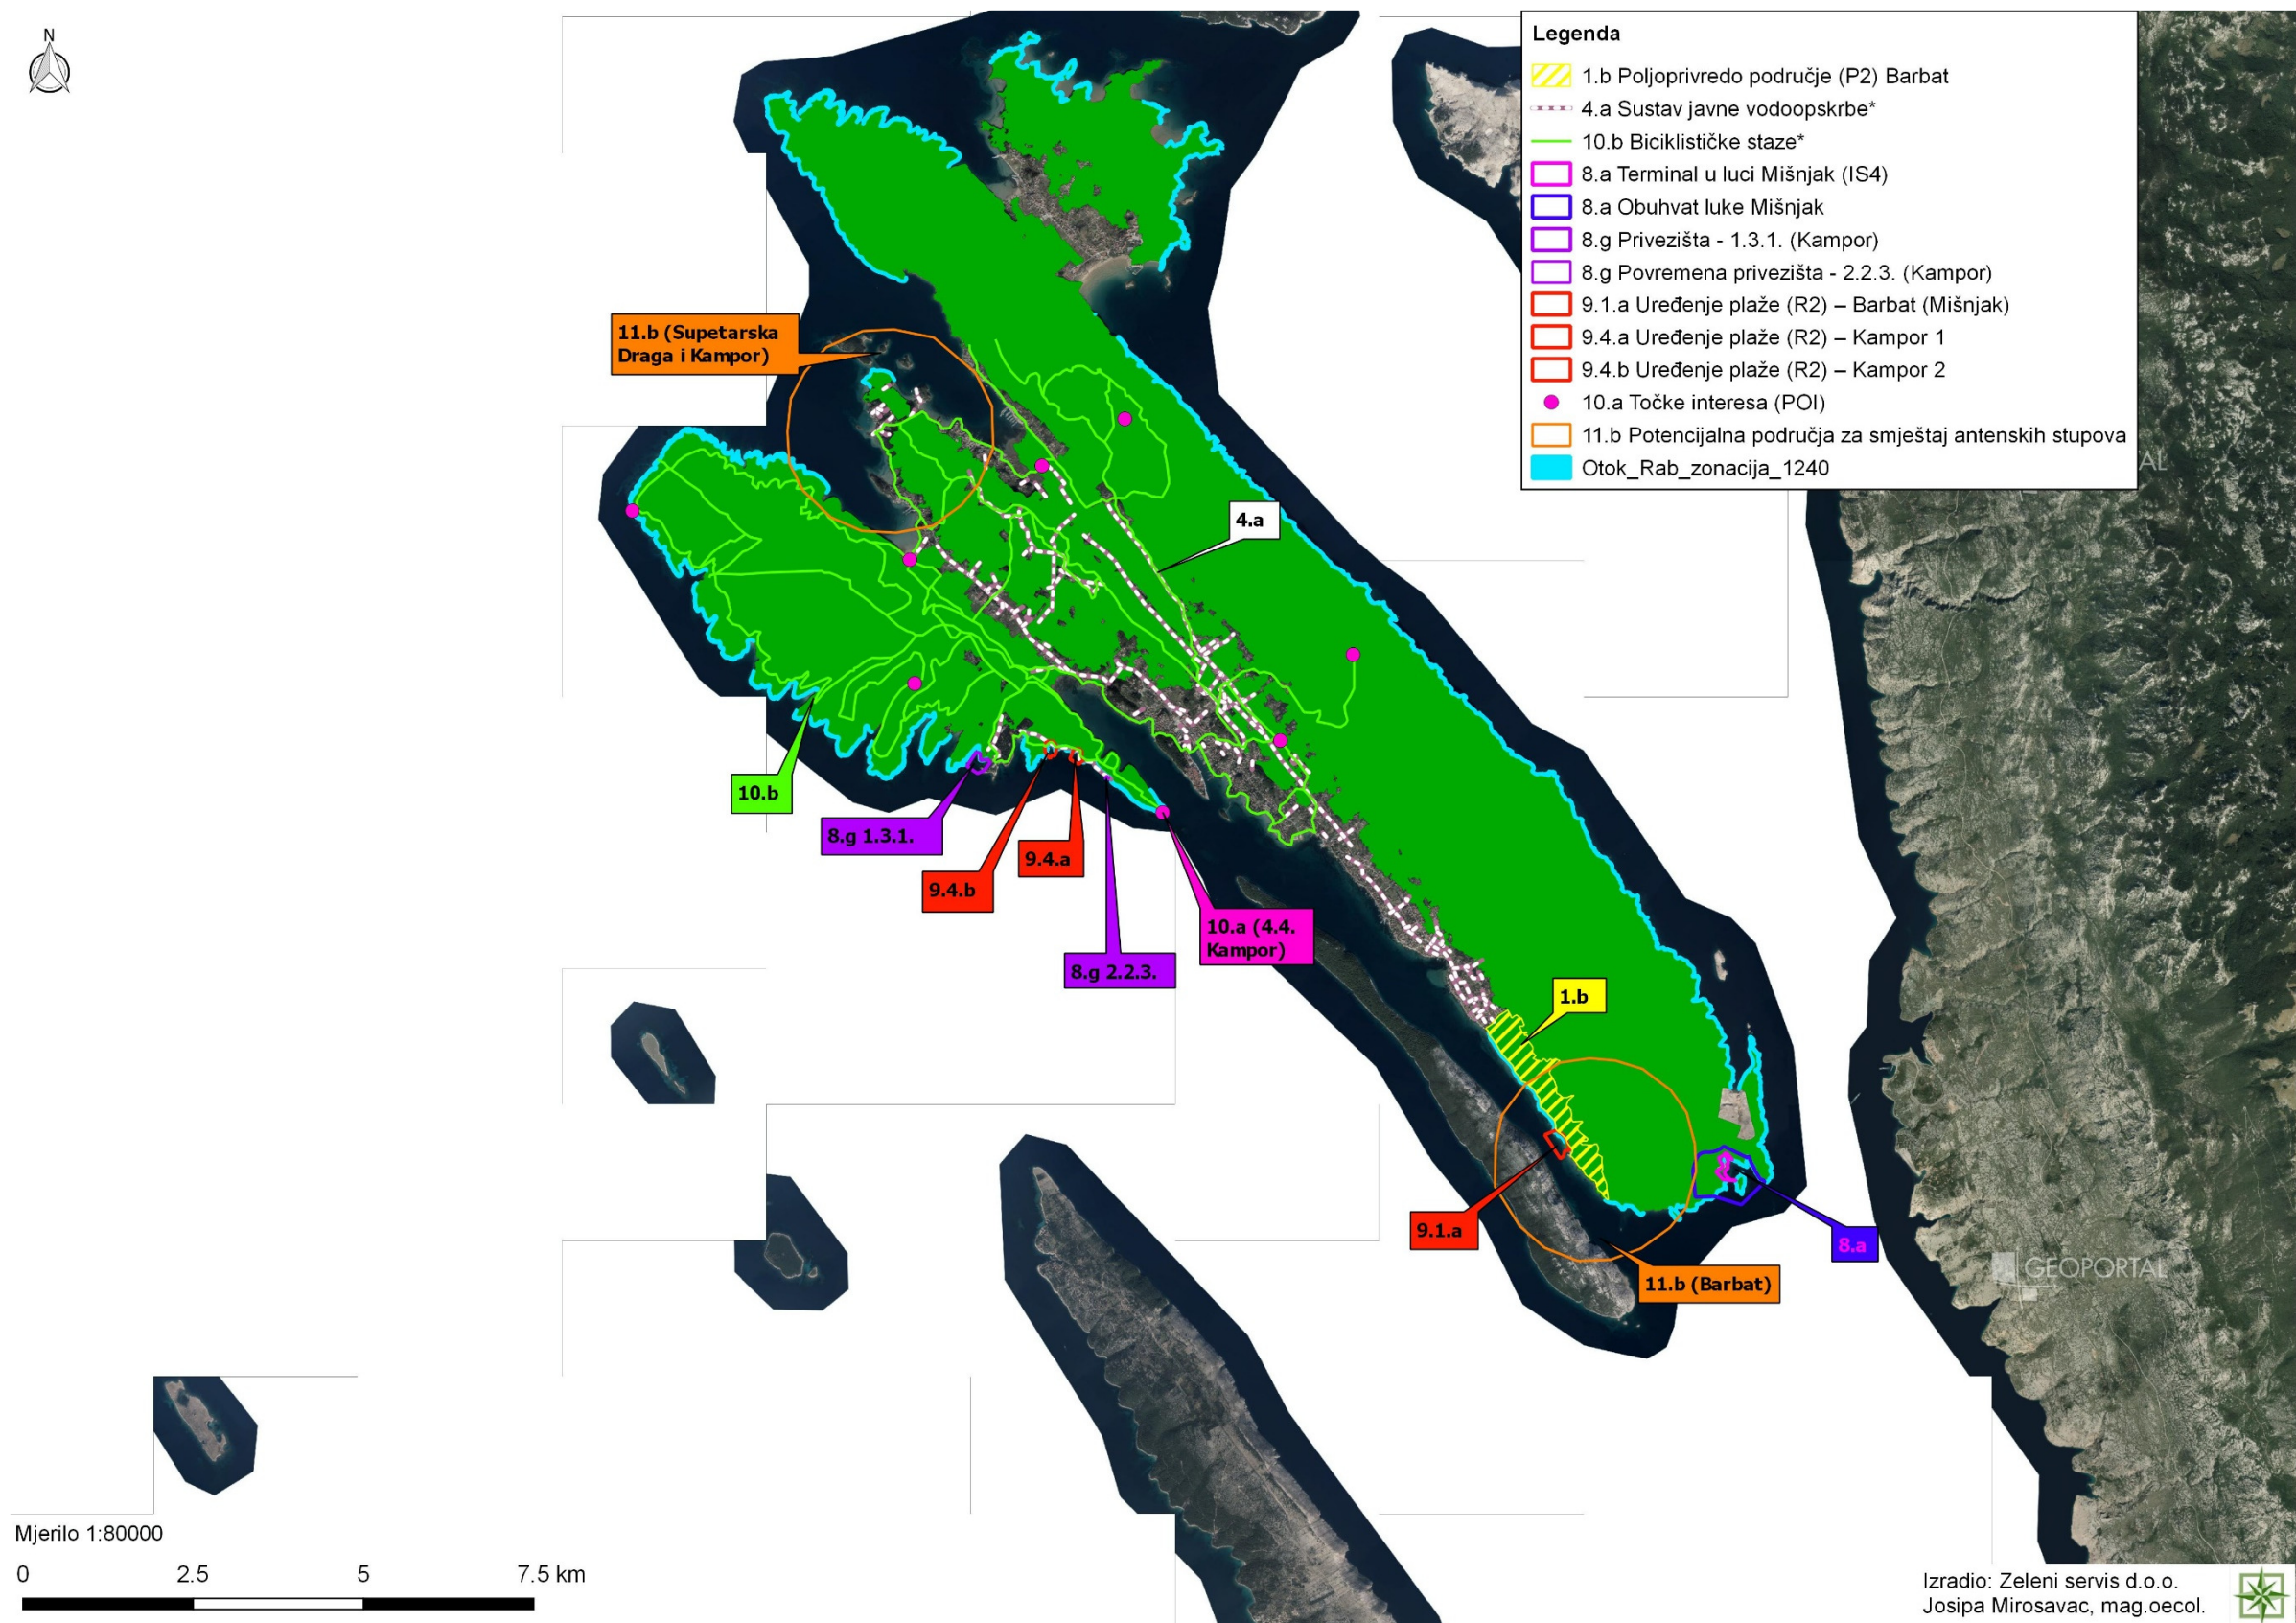 N
Legenda
1.b Poljoprivredo područje (P2) Barbat
4.a Sustav javne vodoopskrbe*
10.b Biciklističke staze*
8.a Terminal u luci Mišnjak (IS4)
8.a Obuhvat luke Mišnjak
8.g Privezišta - 1.3.1. (Kampor)
8.g Povremena privezišta - 2.2.3. (Kampor)
9.1.a Uređenje plaže (R2) – Barbat (Mišnjak)
9.4.a Uređenje plaže (R2) – Kampor 1
9.4.b Uređenje plaže (R2) – Kampor 2
10.a Točke interesa (POI)
11.b Potencijalna područja za smještaj antenskih stupova
Otok_Rab_zonacija_1240
AL
11.b (Supetarska
Draga i Kampor)
4.a
10.b
8.g 1.3.1.
9.4.b
9.4.a
8.g 2.2.3.
10.a (4.4.
Kampor)
1.b
9.1.a
8.a
11.b (Barbat)
GEOPORTAL
Mjerilo 1:80000
0 2.5 5 7.5 km
Izradio: Zeleni servis d.o.o.
Josipa Mirosavac, mag.oecol.